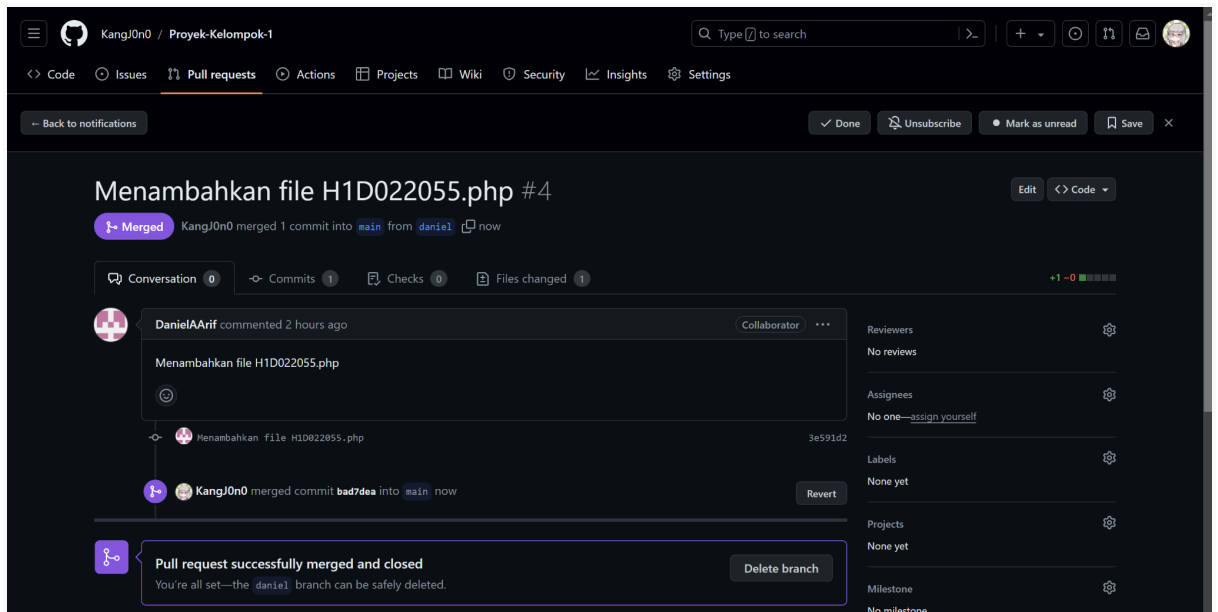 KangJ0n0 / Proyek-Kelompok-1
Type / to search
Code Issues Pull requests Actions Projects Wiki Security Insights Settings
← Back to notifications
Done Unsubscribe Mark as unread Save
Menambahkan file H1D022055.php #4
Edit Code
Merged KangJ0n0 merged 1 commit into main from daniel now
Conversation 0 Commits 1 Checks 0 Files changed 1
+1 −0
DanielAArif commented 2 hours ago Collaborator
Menambahkan file H1D022055.php
Menambahkan file H1D022055.php 3e591d2
KangJ0n0 merged commit bad7dea into main now
Revert
Pull request successfully merged and closed
You're all set—the daniel branch can be safely deleted.
Delete branch
Reviewers
No reviews
Assignees
No one—assign yourself
Labels
None yet
Projects
None yet
Milestone
No milestone